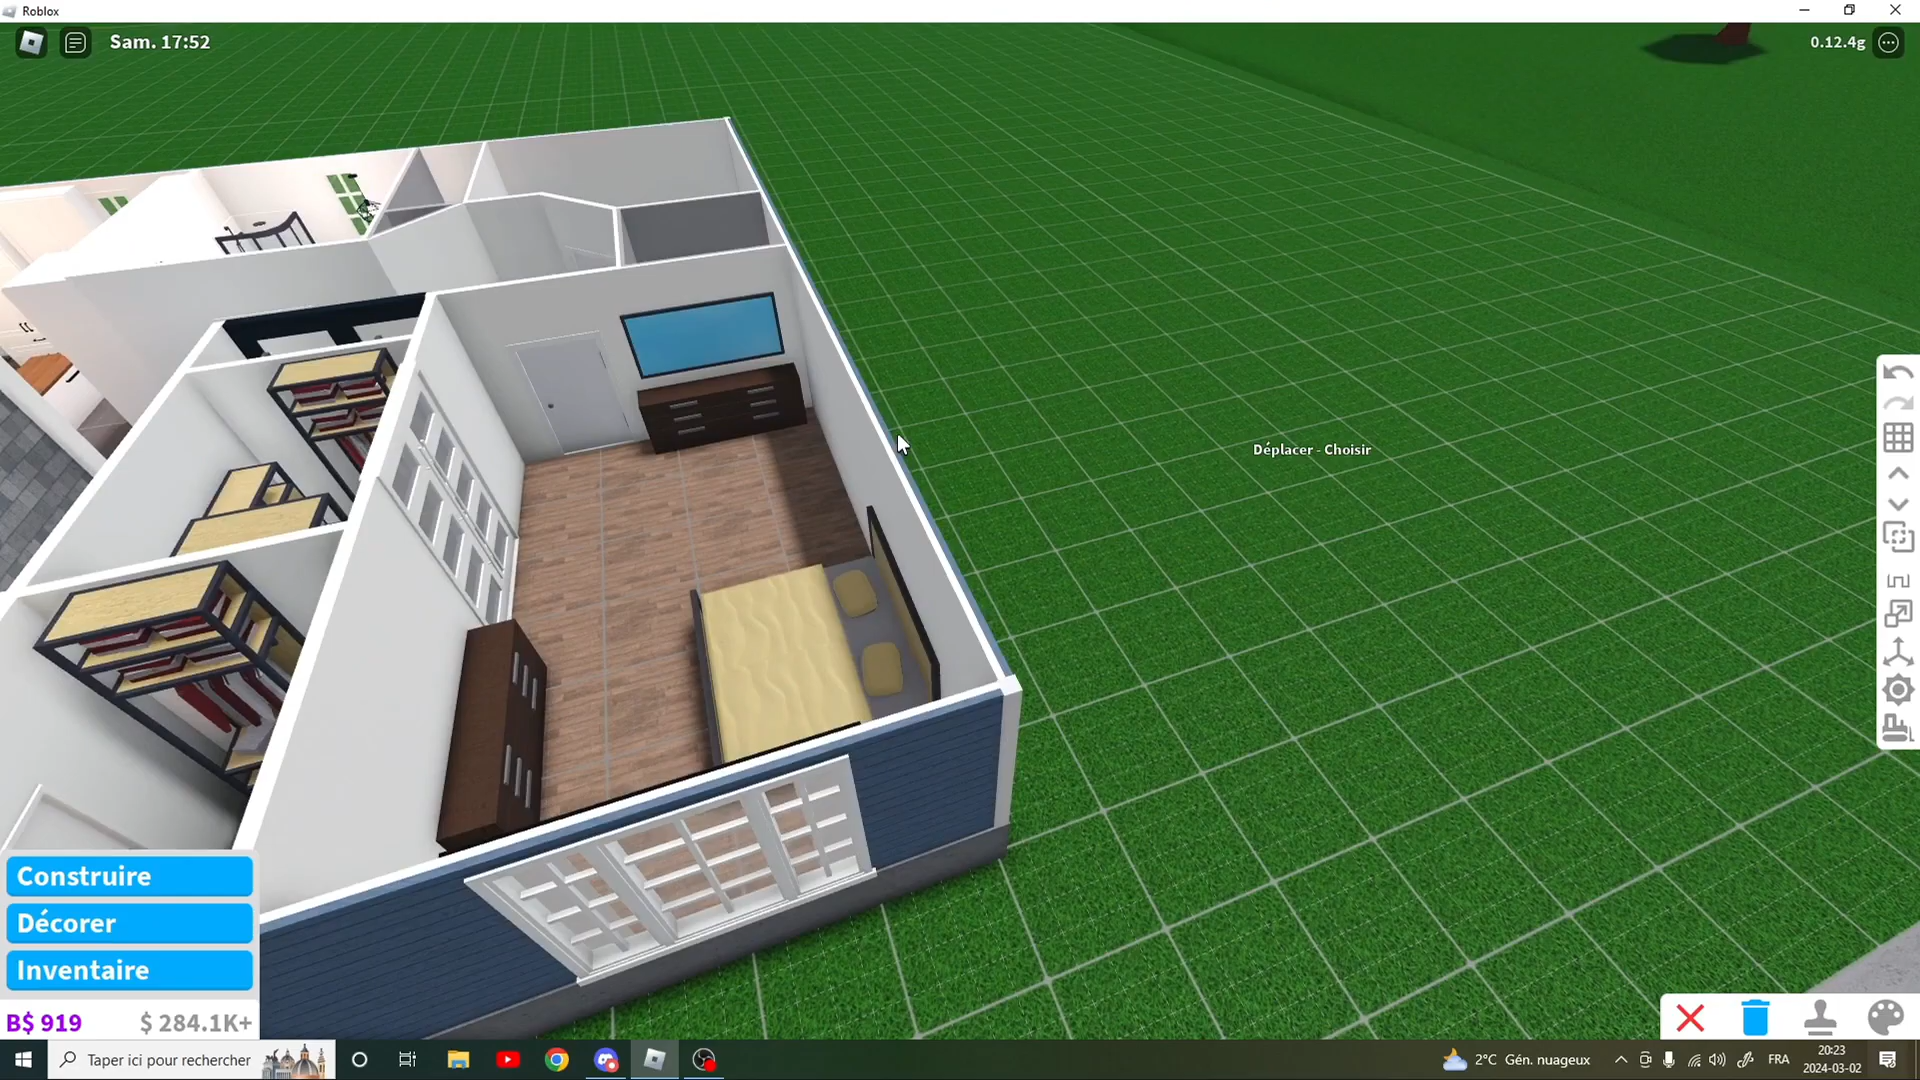 Roblox
Sam. 17:52
0.12.4g
Déplacer - Choisir
Construire
Décorer
Inventaire
B$ 919
$ 284.1K+
Taper ici pour rechercher
2°C Gén. nuageux
FRA
20:23
2024-03-02